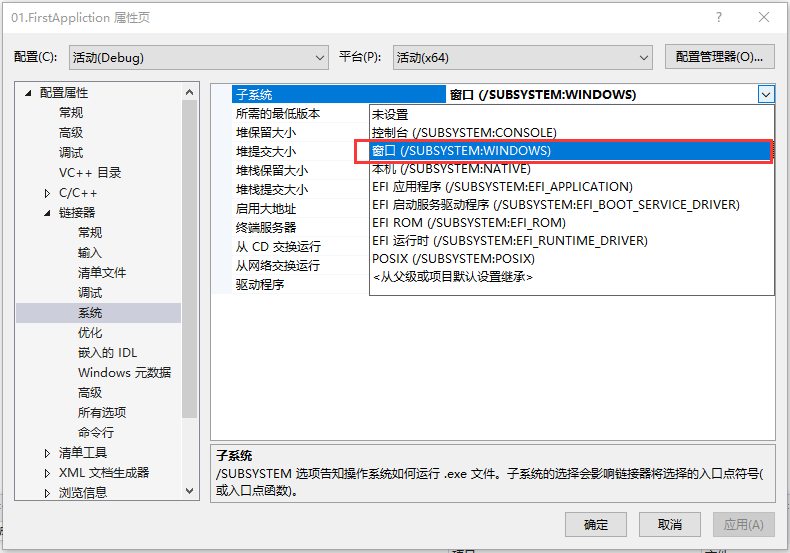 01.FirstAppliction 属性页
配置(C): 活动(Debug) 平台(P): 活动(x64) 配置管理器(O)...
配置属性
常规
高级
调试
VC++ 目录
C/C++
链接器
常规
输入
清单文件
调试
系统
优化
嵌入的 IDL
Windows 元数据
高级
所有选项
命令行
清单工具
XML 文档生成器
浏览信息
子系统 窗口 (/SUBSYSTEM:WINDOWS)
所需的最低版本
堆保留大小
堆提交大小
堆栈保留大小
堆栈提交大小
启用大地址
终端服务器
从 CD 交换运行
从网络交换运行
驱动程序
未设置
控制台 (/SUBSYSTEM:CONSOLE)
窗口 (/SUBSYSTEM:WINDOWS)
本机 (/SUBSYSTEM:NATIVE)
EFI 应用程序 (/SUBSYSTEM:EFI_APPLICATION)
EFI 启动服务驱动程序 (/SUBSYSTEM:EFI_BOOT_SERVICE_DRIVER)
EFI ROM (/SUBSYSTEM:EFI_ROM)
EFI 运行时 (/SUBSYSTEM:EFI_RUNTIME_DRIVER)
POSIX (/SUBSYSTEM:POSIX)
<从父级或项目默认设置继承>
子系统
/SUBSYSTEM 选项告知操作系统如何运行 .exe 文件。子系统的选择会影响链接器将选择的入口点符号(
或入口点函数)。
确定 取消 应用(A)